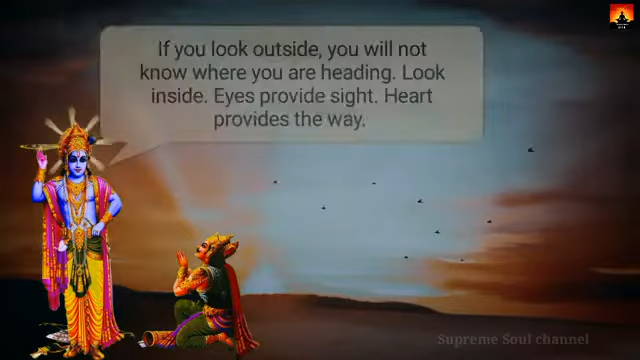 If you look outside, you will not
know where you are heading. Look
inside. Eyes provide sight. Heart
provides the way.
Supreme Soul channel